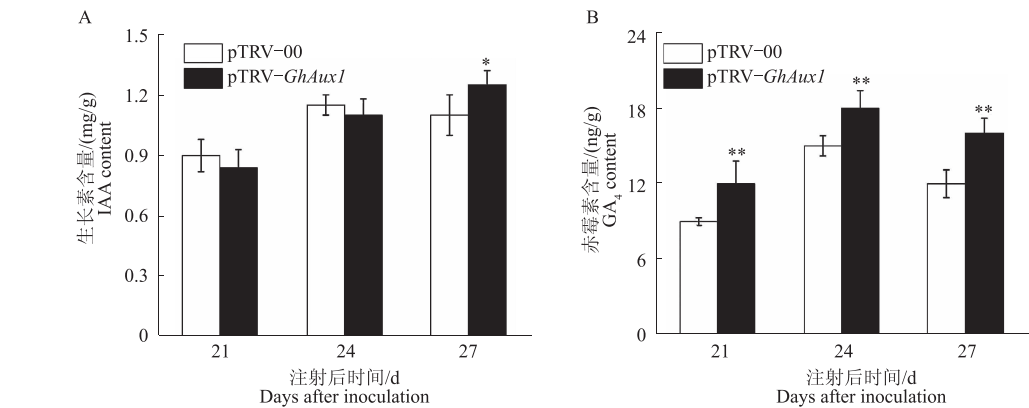 A
生长素含量/(mg/g)
IAA content
1.5
1.2
0.9
0.6
0.3
0
pTRV-00
pTRV-GhAux1
*
21
24
27
注射后时间/d
Days after inoculation
B
赤霉素含量/(ng/g)
GA4 content
24
18
12
6
0
pTRV-00
pTRV-GhAux1
**
**
**
21
24
27
注射后时间/d
Days after inoculation